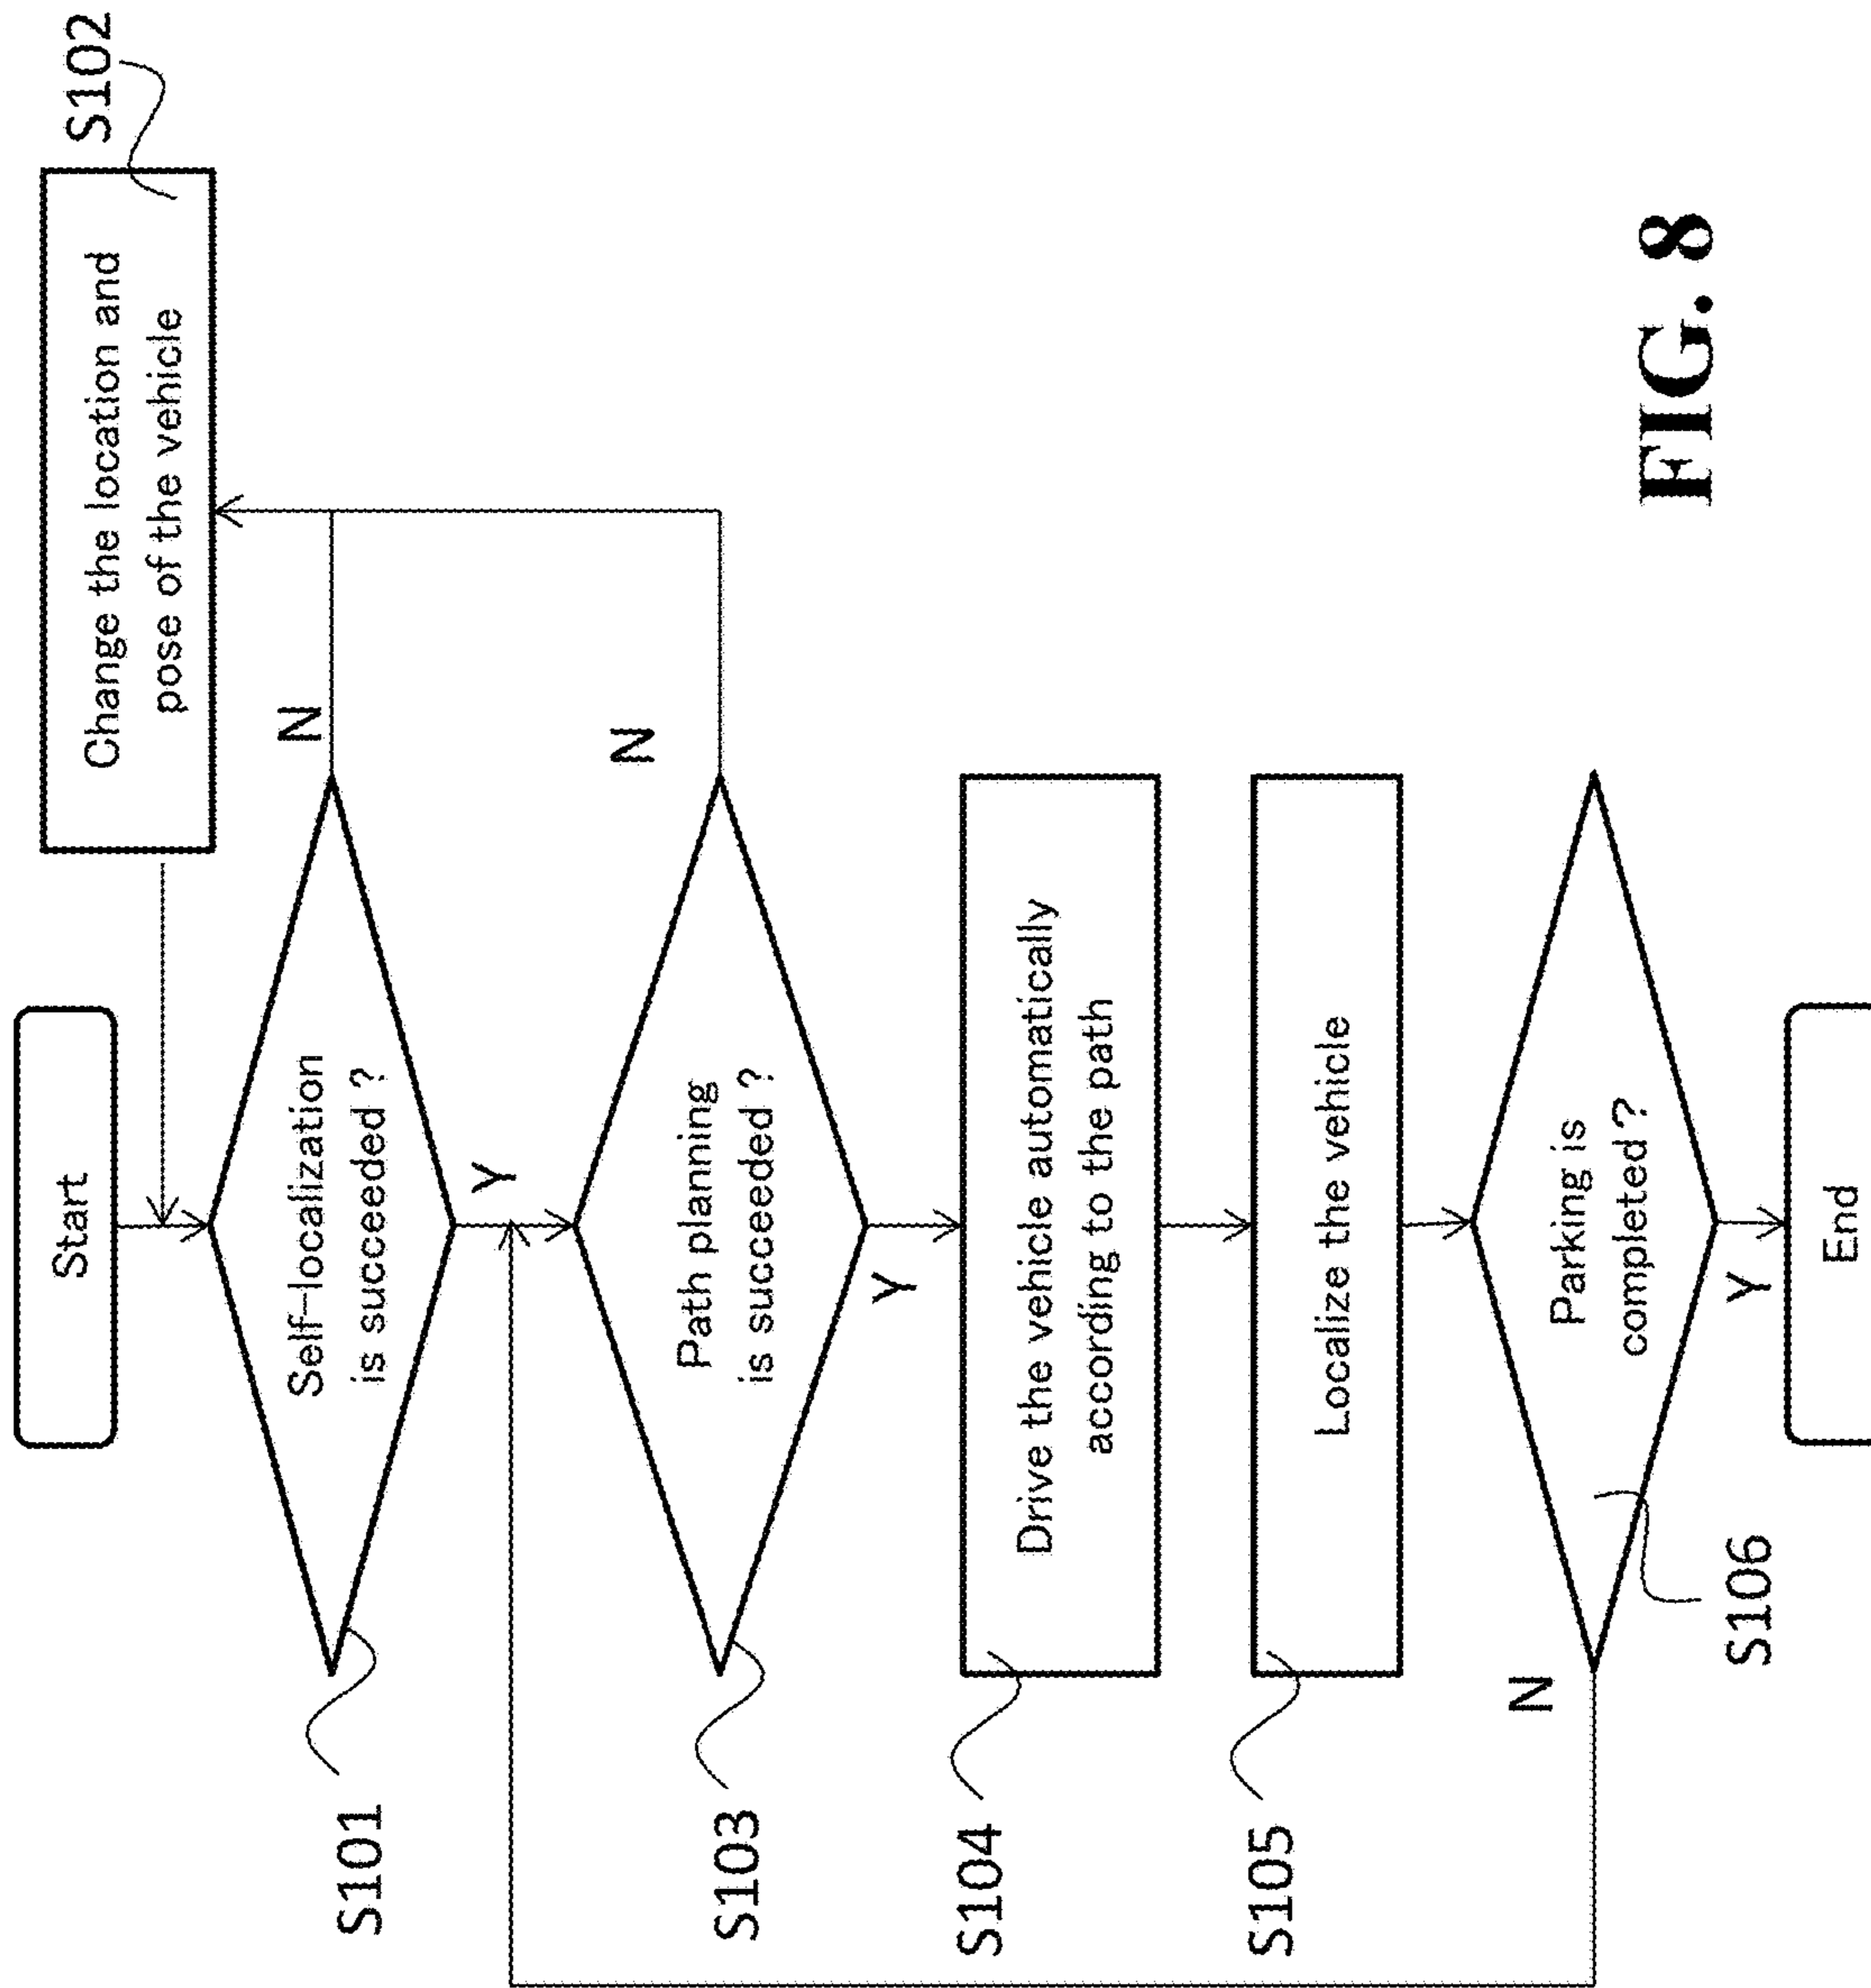 Start
Change the location and
pose of the vehicle
S102
Self-localization
is succeeded ?
N
Y
S101
Path planning
is succeeded ?
N
Y
S103
Drive the vehicle automatically
according to the path
S104
Localize the vehicle
S105
Parking is
completed ?
N
Y
S106
End
FIG. 8